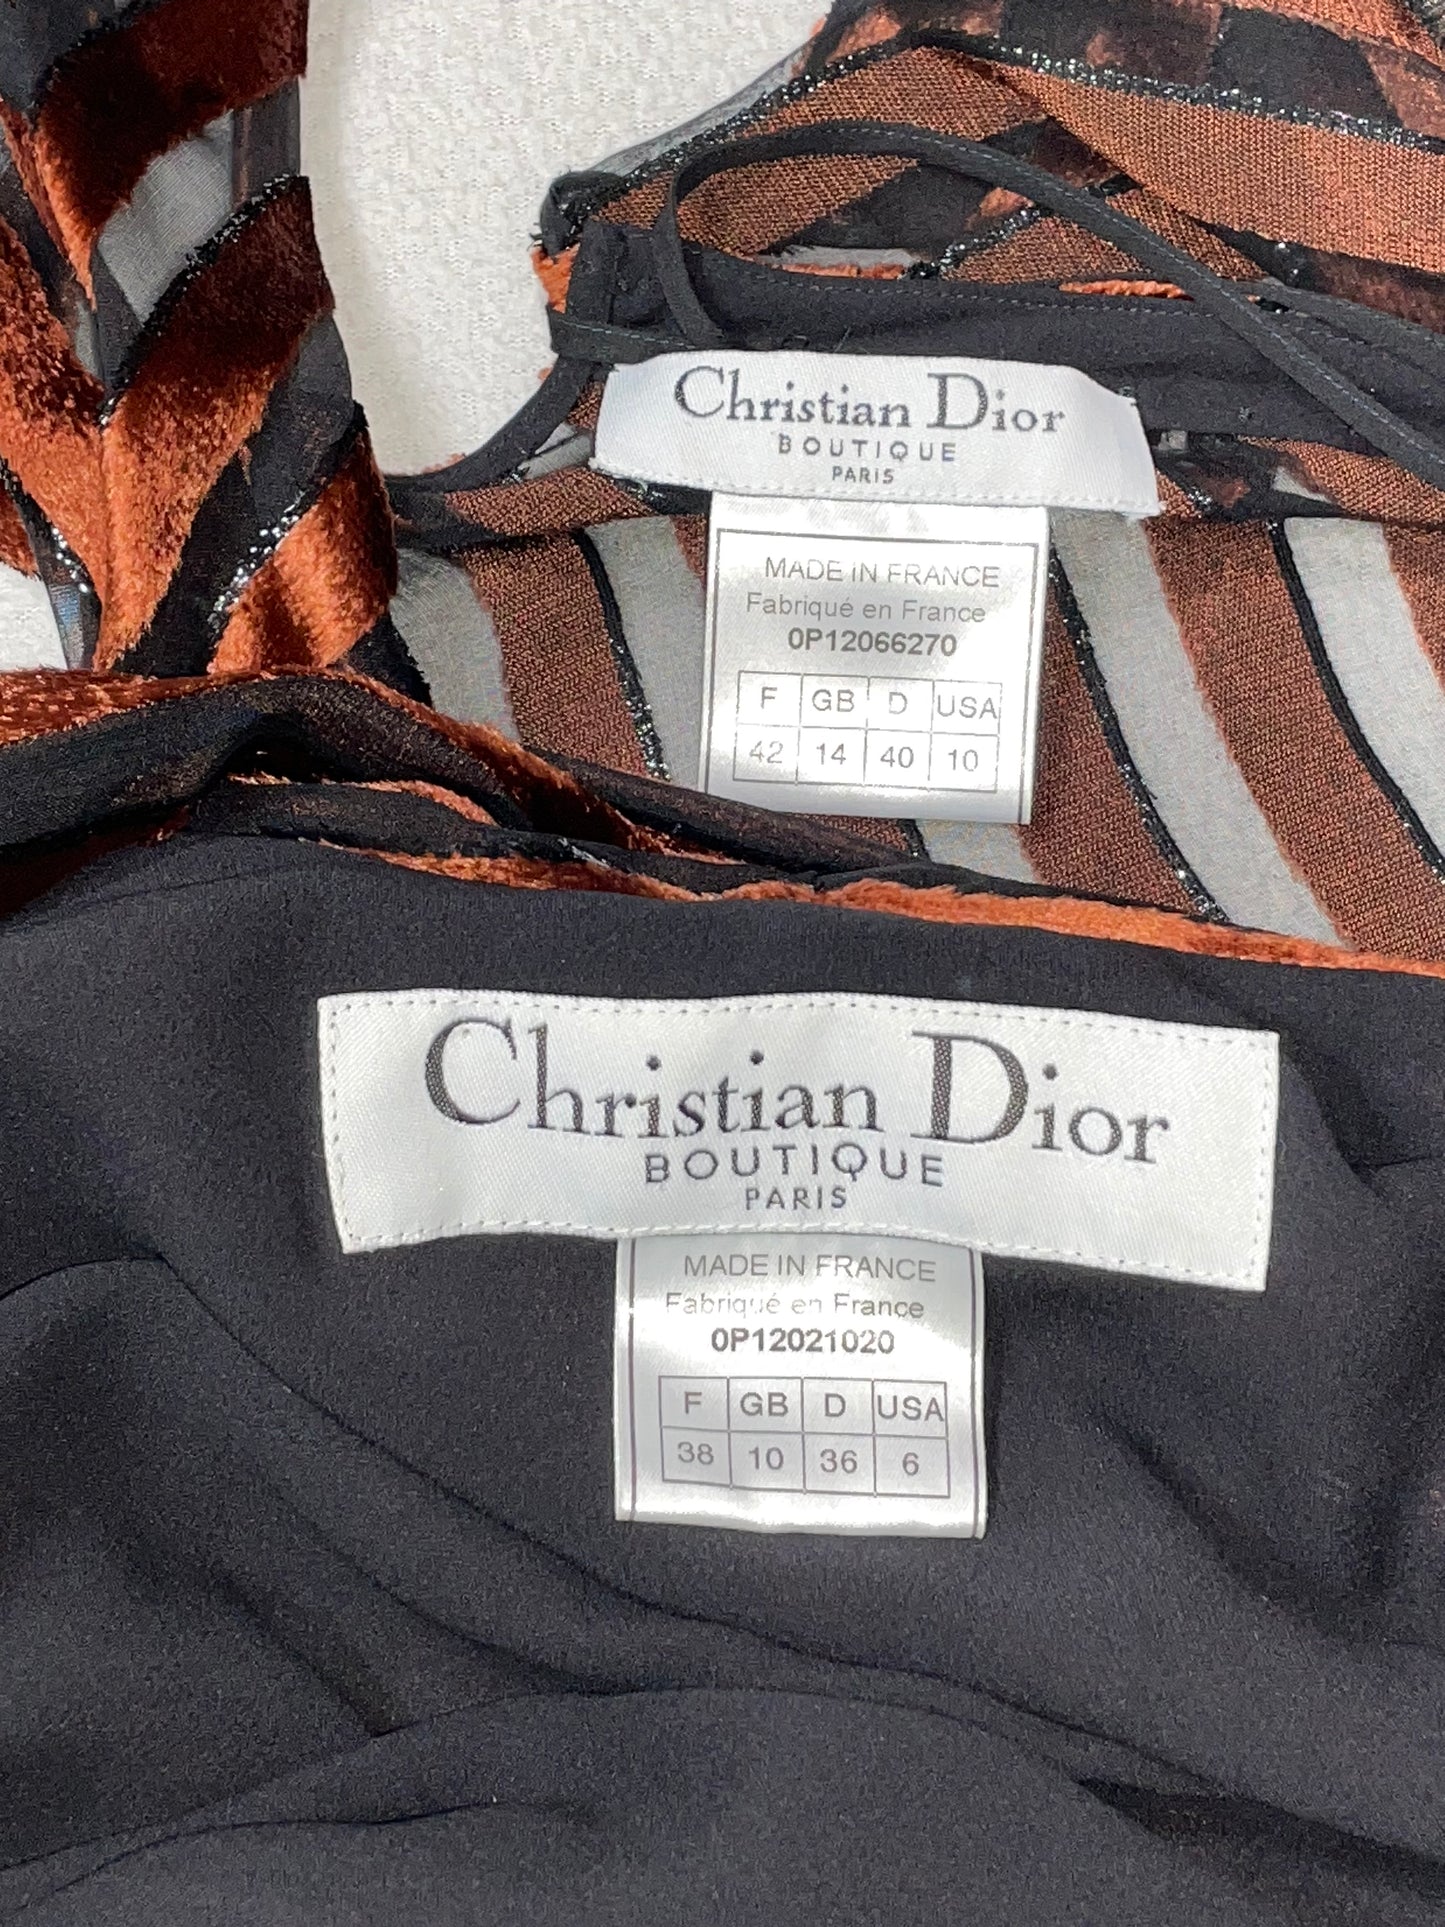 Christian Dior
BOUTIQUE
PARIS
MADE IN FRANCE
Fabriqué en France
0P12066270
F GB D USA
42 14 40 10
Christian Dior
BOUTIQUE
PARIS
MADE IN FRANCE
Fabriqué en France
0P12021020
F GB D USA
38 10 36 6